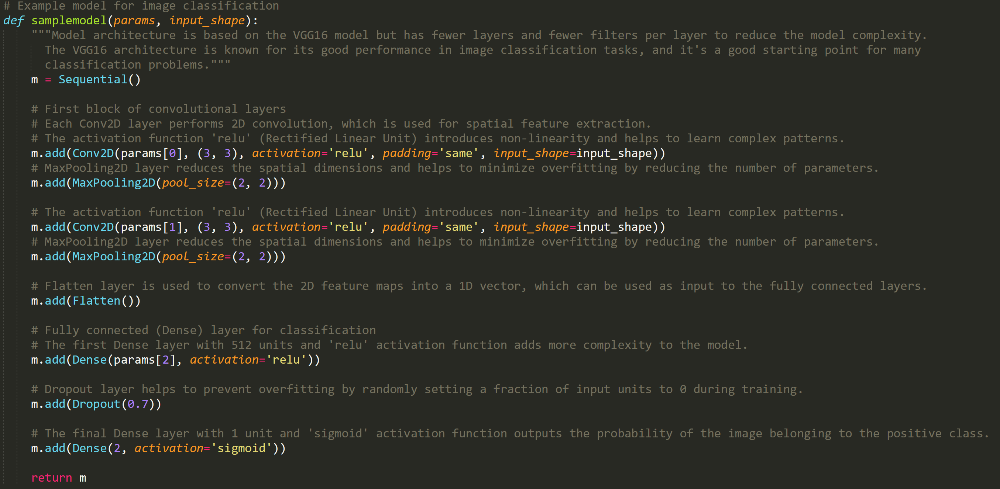 # Example model for image classification
def samplemodel(params, input_shape):
    """Model architecture is based on the VGG16 model but has fewer layers and fewer filters per layer to reduce the model complexity.
      The VGG16 architecture is known for its good performance in image classification tasks, and it's a good starting point for many
      classification problems."""
    m = Sequential()

    # First block of convolutional layers
    # Each Conv2D layer performs 2D convolution, which is used for spatial feature extraction.
    # The activation function 'relu' (Rectified Linear Unit) introduces non-linearity and helps to learn complex patterns.
    m.add(Conv2D(params[0], (3, 3), activation='relu', padding='same', input_shape=input_shape))
    # MaxPooling2D layer reduces the spatial dimensions and helps to minimize overfitting by reducing the number of parameters.
    m.add(MaxPooling2D(pool_size=(2, 2)))

    # The activation function 'relu' (Rectified Linear Unit) introduces non-linearity and helps to learn complex patterns.
    m.add(Conv2D(params[1], (3, 3), activation='relu', padding='same', input_shape=input_shape))
    # MaxPooling2D layer reduces the spatial dimensions and helps to minimize overfitting by reducing the number of parameters.
    m.add(MaxPooling2D(pool_size=(2, 2)))

    # Flatten layer is used to convert the 2D feature maps into a 1D vector, which can be used as input to the fully connected layers.
    m.add(Flatten())

    # Fully connected (Dense) layer for classification
    # The first Dense layer with 512 units and 'relu' activation function adds more complexity to the model.
    m.add(Dense(params[2], activation='relu'))

    # Dropout layer helps to prevent overfitting by randomly setting a fraction of input units to 0 during training.
    m.add(Dropout(0.7))

    # The final Dense layer with 1 unit and 'sigmoid' activation function outputs the probability of the image belonging to the positive class.
    m.add(Dense(2, activation='sigmoid'))

    return m